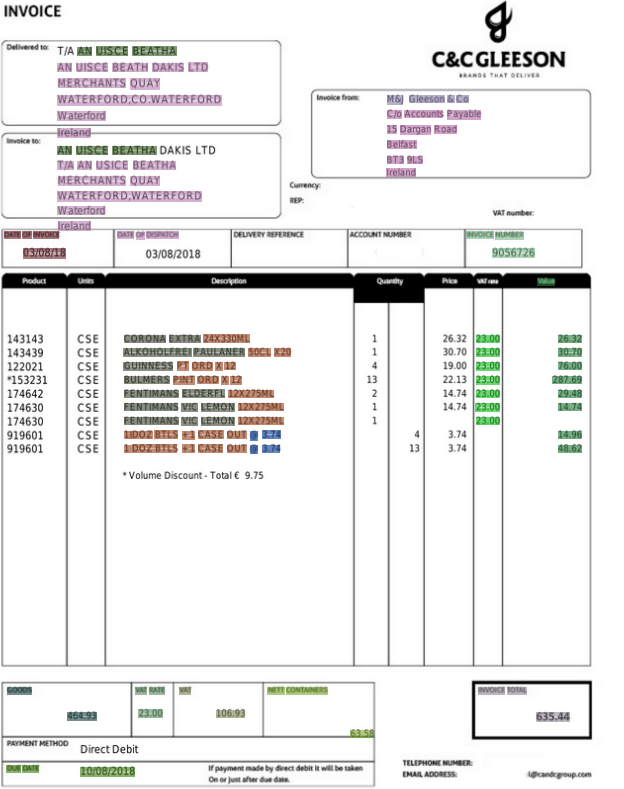 INVOICE
C&C GLEESON
BRANDS THAT DELIVER
Delivered to: T/A AN UISCE BEATHA
AN UISCE BEATH DAKIS LTD
MERCHANTS QUAY
WATERFORD,CO.WATERFORD
Waterford
Ireland
Invoice from: M&J Gleeson & Co
C/o Accounts Payable
15 Dargan Road
Belfast
BT3 9LS
Ireland
Invoice to: AN UISCE BEATHA DAKIS LTD
T/A AN USICE BEATHA
MERCHANTS QUAY
WATERFORD,WATERFORD
Waterford
Ireland
Currency:
REP:
VAT number:
DATE OF INVOICE DATE OF DISPATCH DELIVERY REFERENCE ACCOUNT NUMBER INVOICE NUMBER
03/08/18 03/08/2018 9056726
Product Units Description Quantity Price VAT rate Value
143143 CSE CORONA EXTRA 24X330ML 1 26.32 23.00 26.32
143439 CSE ALKOHOLFREI PAULANER 50CL X20 1 30.70 23.00 30.70
122021 CSE GUINNESS PT ORD X 12 4 19.00 23.00 76.00
*153231 CSE BULMERS PINT ORD X 12 13 22.13 23.00 287.69
174642 CSE FENTIMANS ELDERFL 12X275ML 2 14.74 23.00 29.48
174630 CSE FENTIMANS VIC LEMON 12X275ML 1 14.74 23.00 14.74
174630 CSE FENTIMANS VIC LEMON 12X275ML 1 23.00
919601 CSE 1 DOZ BTLS +1 CASE OUT @ 3.74 4 3.74 14.96
919601 CSE 1 DOZ BTLS +1 CASE OUT @ 3.74 13 3.74 48.62
* Volume Discount - Total € 9.75
GOODS VAT RATE VAT NETT CONTAINERS INVOICE TOTAL
464.93 23.00 106.93 63.58 635.44
PAYMENT METHOD Direct Debit
DUE DATE 10/08/2018 If payment made by direct debit it will be taken
On or just after due date.
TELEPHONE NUMBER:
EMAIL ADDRESS: l@candcgroup.com